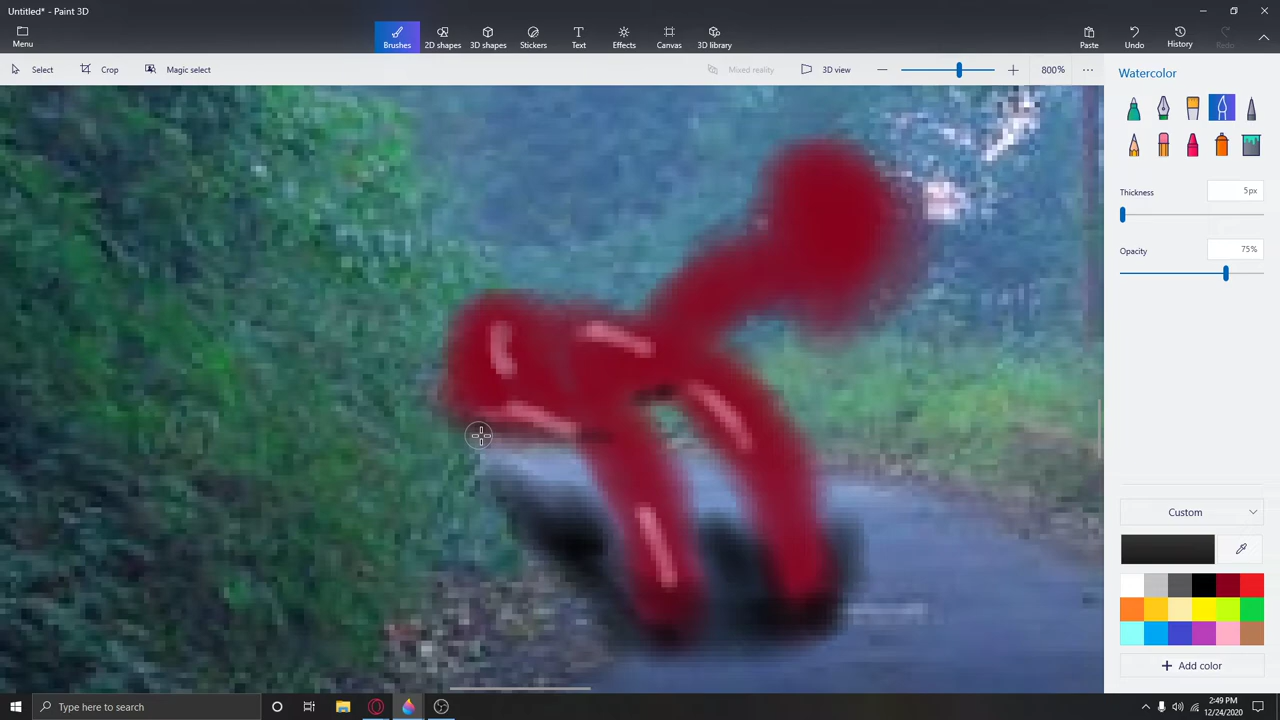 Untitled* - Paint 3D
Menu
Brushes
2D shapes
3D shapes
Stickers
Text
Effects
Canvas
3D library
Paste
Undo
History
Redo
Select
Crop
Magic select
Mixed reality
3D view
800%
Watercolor
Thickness
5px
Opacity
75%
Custom
Add color
Type here to search
2:49 PM
12/24/2020